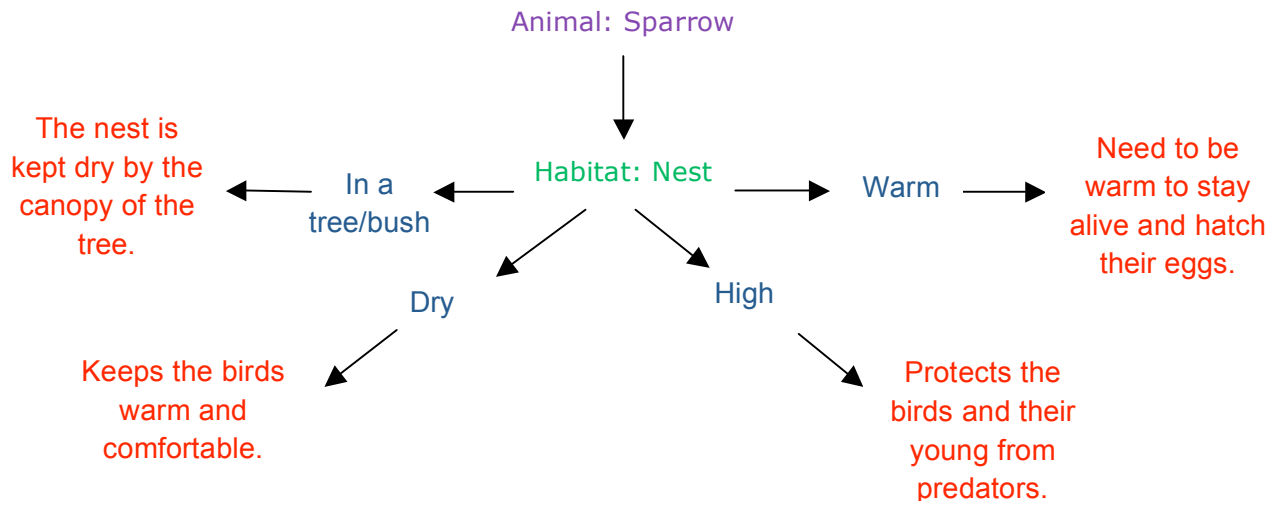 Animal: Sparrow
The nest is
kept dry by the
canopy of the
tree.
In a
tree/bush
Habitat: Nest
Warm
Need to be
warm to stay
alive and hatch
their eggs.
Dry
High
Keeps the birds
warm and
comfortable.
Protects the
birds and their
young from
predators.